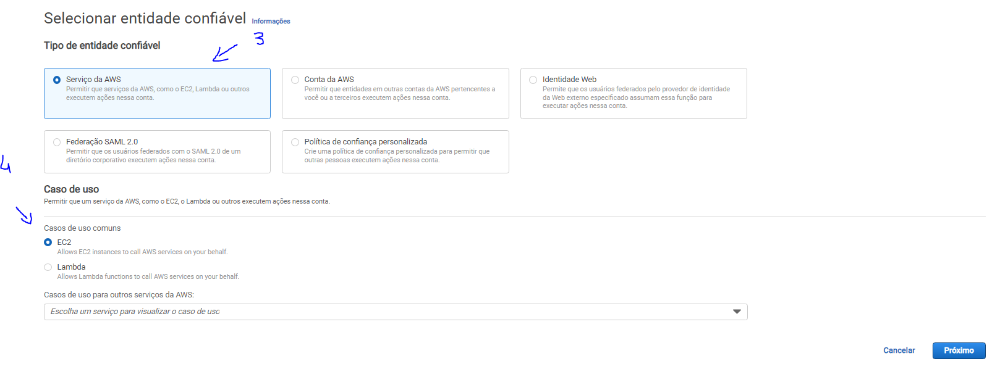 Selecionar entidade confiável Informações
3
Tipo de entidade confiável
Serviço da AWS
Permitir que serviços da AWS, como o EC2, Lambda ou outros
executem ações nessa conta.
Conta da AWS
Permitir que entidades em outras contas da AWS pertencentes a
você ou a terceiros executem ações nessa conta.
Identidade Web
Permite que os usuários federados pelo provedor de identidade
da Web externo especificado assumam essa função para
executar ações nessa conta.
Federação SAML 2.0
Permitir que os usuários federados com o SAML 2.0 de um
diretório corporativo executem ações nessa conta.
Política de confiança personalizada
Crie uma política de confiança personalizada para permitir que
outras pessoas executem ações nessa conta.
4
Caso de uso
Permitir que um serviço da AWS, como o EC2, o Lambda ou outros executem ações nessa conta.
Casos de uso comuns
EC2
Allows EC2 instances to call AWS services on your behalf.
Lambda
Allows Lambda functions to call AWS services on your behalf.
Casos de uso para outros serviços da AWS:
Escolha um serviço para visualizar o caso de uso
Cancelar
Próximo